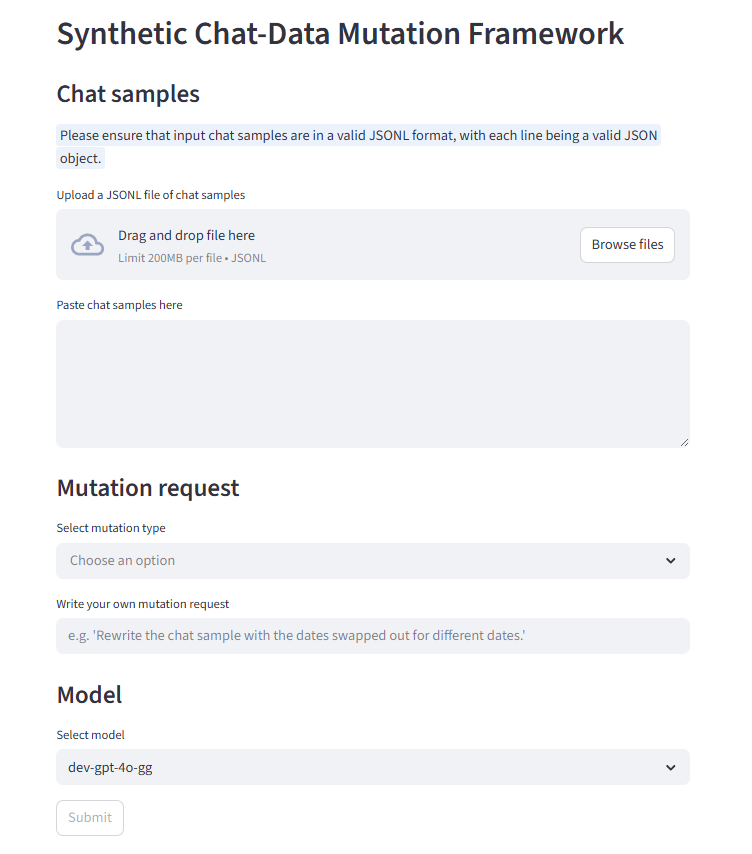 Synthetic Chat-Data Mutation Framework
Chat samples
Please ensure that input chat samples are in a valid JSONL format, with each line being a valid JSON
object.
Upload a JSONL file of chat samples
Drag and drop file here
Limit 200MB per file • JSONL
Browse files
Paste chat samples here
Mutation request
Select mutation type
Choose an option
Write your own mutation request
e.g. 'Rewrite the chat sample with the dates swapped out for different dates.'
Model
Select model
dev-gpt-4o-gg
Submit